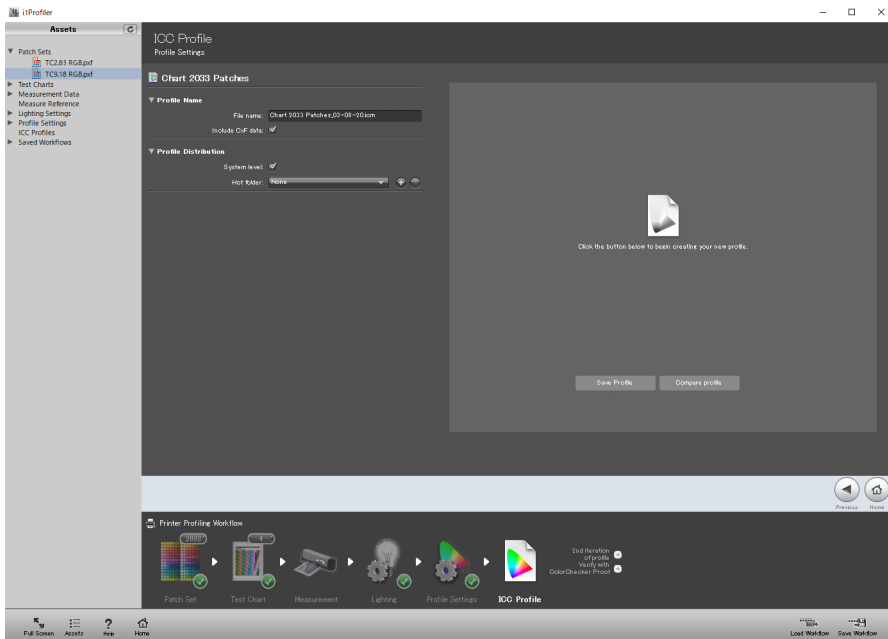 i1Profiler
Assets
Patch Sets
TC2.83 RGB.pxf
TC9.18 RGB.pxf
Test Charts
Measurement Data
Measure Reference
Lighting Settings
Profile Settings
ICC Profiles
Saved Workflows
ICC Profile
Profile Settings
Chart 2033 Patches
Profile Name
File name: Chart 2033 Patches_03-08-20.icm
Include CxF data:
Profile Distribution
System level:
Hot folder: None
Click the button below to begin creating your new profile.
Save Profile Compare profile
Previous Home
Printer Profiling Workflow
2033 4
2nd iteration
of profile
Verify with
ColorChecker Proof
Patch Set Test Chart Measurement Lighting Profile Settings ICC Profile
Full Screen Assets Help Home Load Workflow Save Workflow